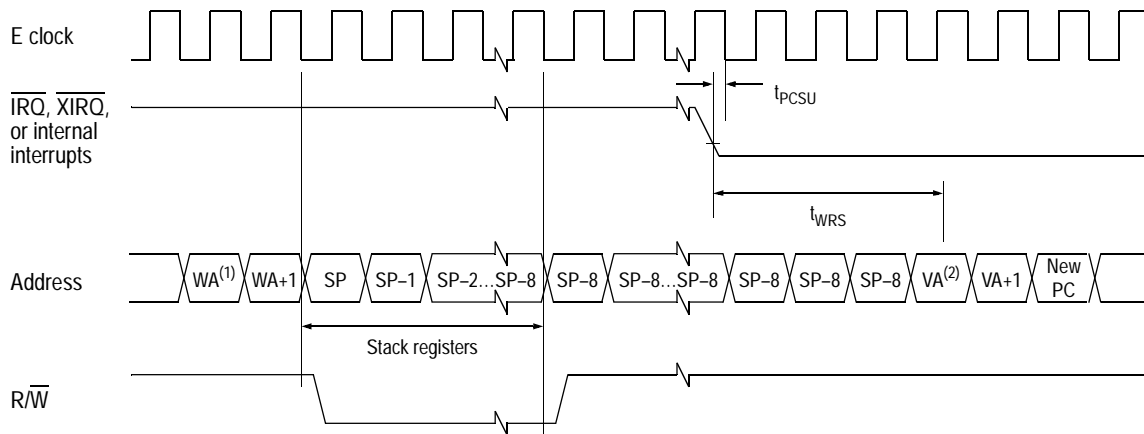 E clock
t_PCSU
IRQ, XIRQ,
or internal
interrupts
t_WRS
Address
WA(1) WA+1 SP SP–1 SP–2...SP–8 SP–8 SP–8...SP–8 SP–8 SP–8 SP–8 VA(2) VA+1 New
PC
Stack registers
R/W